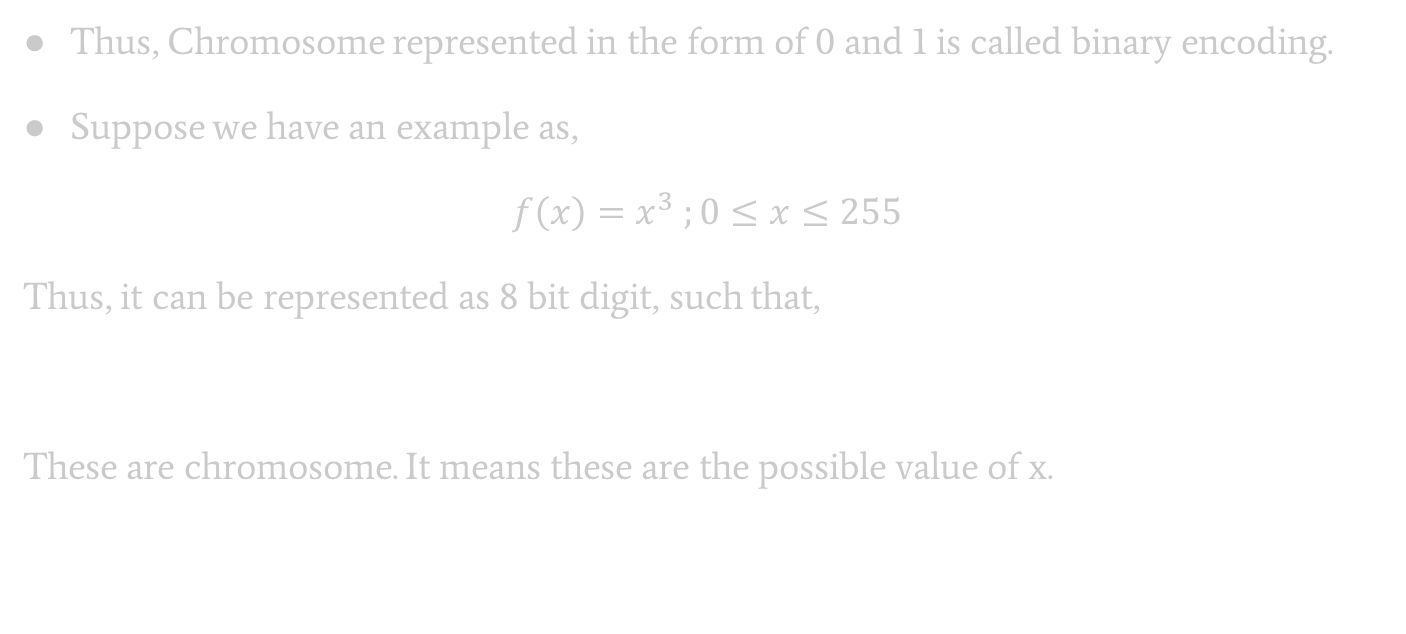 ● Thus, Chromosome represented in the form of 0 and 1 is called binary encoding.
● Suppose we have an example as,
f(x) = x³ ; 0 ≤ x ≤ 255
Thus, it can be represented as 8 bit digit, such that,
These are chromosome. It means these are the possible value of x.